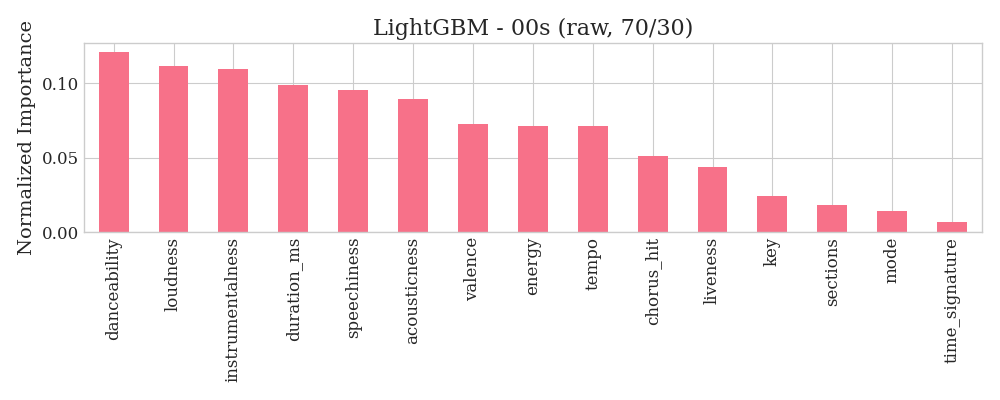 LightGBM - 00s (raw, 70/30)
Normalized Importance
0.10
0.05
0.00
danceability
loudness
instrumentalness
duration_ms
speechiness
acousticness
valence
energy
tempo
chorus_hit
liveness
key
sections
mode
time_signature